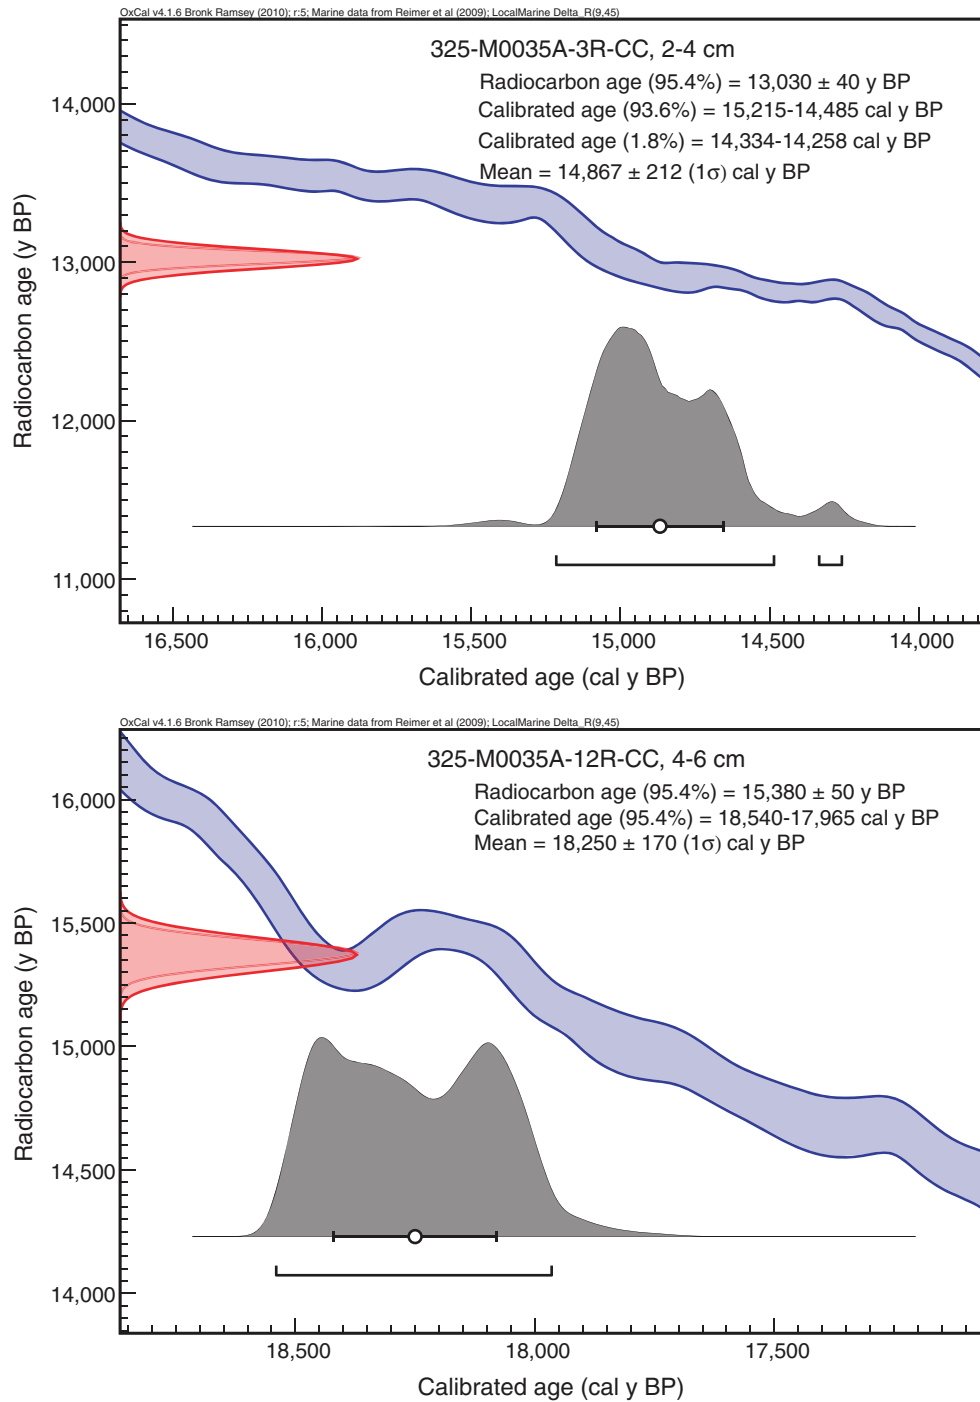 OxCal v4.1.6 Bronk Ramsey (2010); r:5; Marine data from Reimer et al (2009); LocalMarine Delta_R(9,45)
325-M0035A-3R-CC, 2-4 cm
Radiocarbon age (95.4%) = 13,030 ± 40 y BP
Calibrated age (93.6%) = 15,215-14,485 cal y BP
Calibrated age (1.8%) = 14,334-14,258 cal y BP
Mean = 14,867 ± 212 (1σ) cal y BP
Radiocarbon age (y BP)
14,000
13,000
12,000
11,000
16,500 16,000 15,500 15,000 14,500 14,000
Calibrated age (cal y BP)
OxCal v4.1.6 Bronk Ramsey (2010); r:5; Marine data from Reimer et al (2009); LocalMarine Delta_R(9,45)
325-M0035A-12R-CC, 4-6 cm
Radiocarbon age (95.4%) = 15,380 ± 50 y BP
Calibrated age (95.4%) = 18,540-17,965 cal y BP
Mean = 18,250 ± 170 (1σ) cal y BP
Radiocarbon age (y BP)
16,000
15,500
15,000
14,500
14,000
18,500 18,000 17,500
Calibrated age (cal y BP)